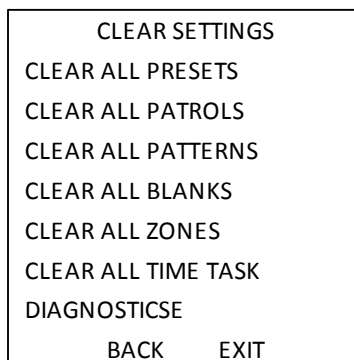 CLEAR SETTINGS
CLEAR ALL PRESETS
CLEAR ALL PATROLS
CLEAR ALL PATTERNS
CLEAR ALL BLANKS
CLEAR ALL ZONES
CLEAR ALL TIME TASK
DIAGNOSTICSE
BACK EXIT